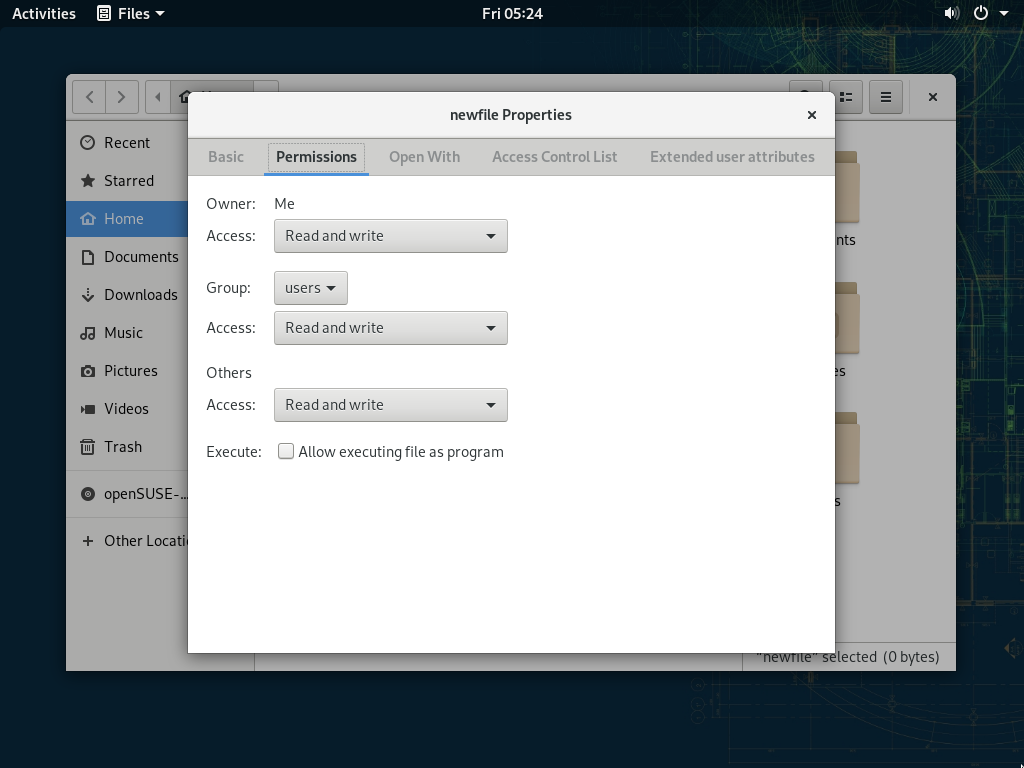 Activities Files Fri 05:24
newfile Properties
Basic Permissions Open With Access Control List Extended user attributes
Recent
Starred
Home
Documents
Downloads
Music
Pictures
Videos
Trash
openSUSE-...
Other Locatio
Owner: Me
Access: Read and write
Group: users
Access: Read and write
Others
Access: Read and write
Execute: Allow executing file as program
nts
es
s
"newfile" selected (0 bytes)